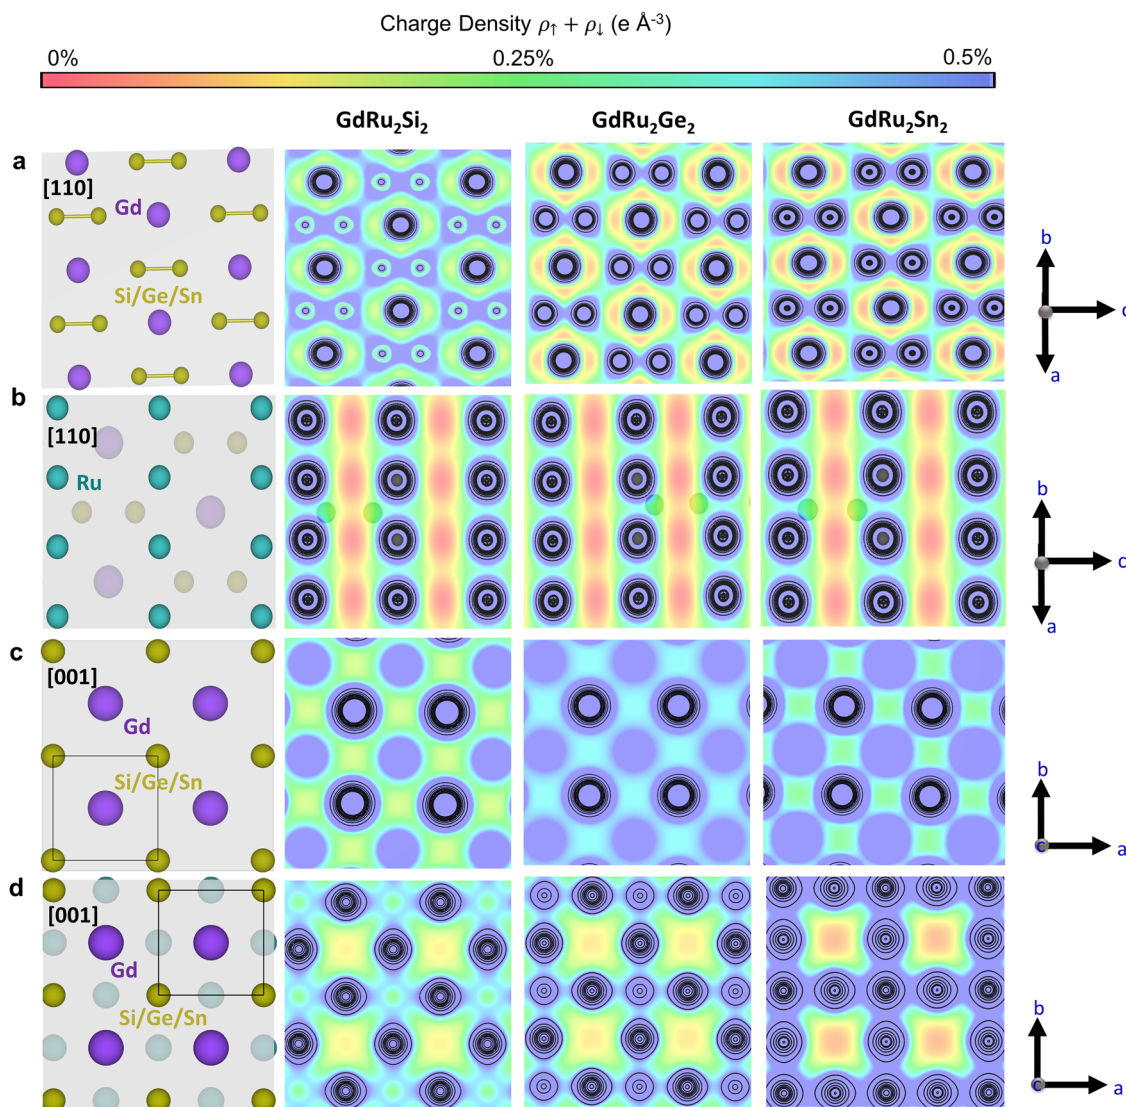 Charge Density ρ↑ + ρ↓ (e Å⁻³)
0% 0.25% 0.5%
GdRu₂Si₂ GdRu₂Ge₂ GdRu₂Sn₂
a
[110]
Gd
Si/Ge/Sn
b
c
a
b
[110]
Ru
b
c
a
c
[001]
Gd
Si/Ge/Sn
b
c
a
d
[001]
Gd
Si/Ge/Sn
b
c
a